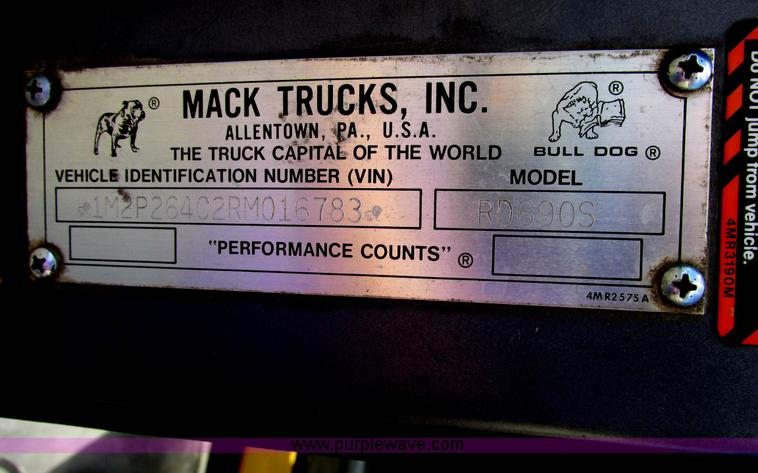 MACK TRUCKS, INC.
ALLENTOWN, PA., U.S.A.
THE TRUCK CAPITAL OF THE WORLD
BULL DOG ®
®
®
VEHICLE IDENTIFICATION NUMBER (VIN)
MODEL
1M2P264C2RM016783
RD690S
"PERFORMANCE COUNTS" ®
4MR2575A
Do NOT jump from vehicle.
4MR3190M
www.purplewave.com